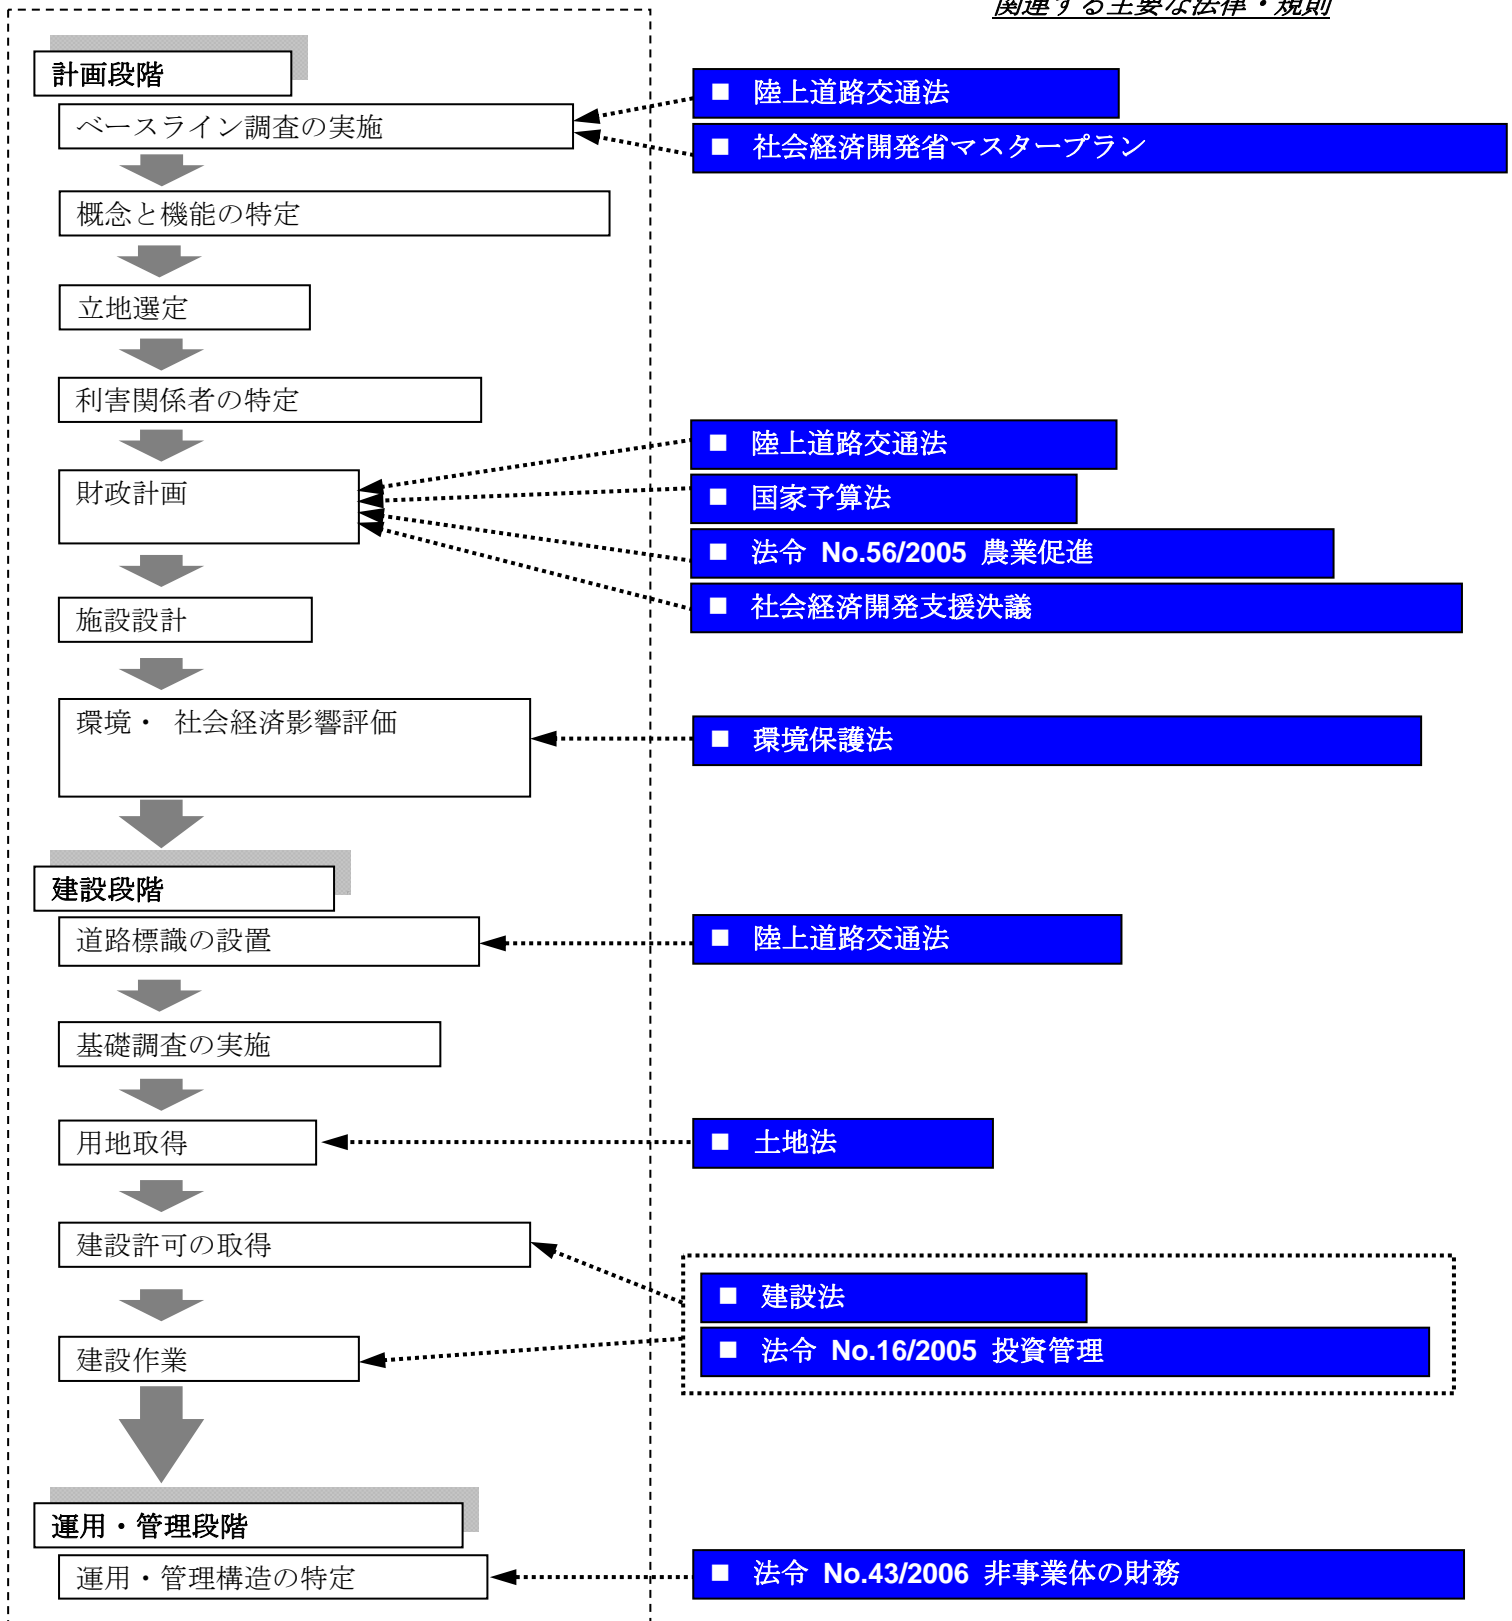 関連する主要な法律・規則
計画段階
ベースライン調査の実施
■ 陸上道路交通法
■ 社会経済開発省マスタープラン
概念と機能の特定
立地選定
利害関係者の特定
財政計画
■ 陸上道路交通法
■ 国家予算法
■ 法令 No.56/2005 農業促進
■ 社会経済開発支援決議
施設設計
環境・ 社会経済影響評価
■ 環境保護法
建設段階
道路標識の設置
■ 陸上道路交通法
基礎調査の実施
用地取得
■ 土地法
建設許可の取得
■ 建設法
■ 法令 No.16/2005 投資管理
建設作業
運用・管理段階
運用・管理構造の特定
■ 法令 No.43/2006 非事業体の財務